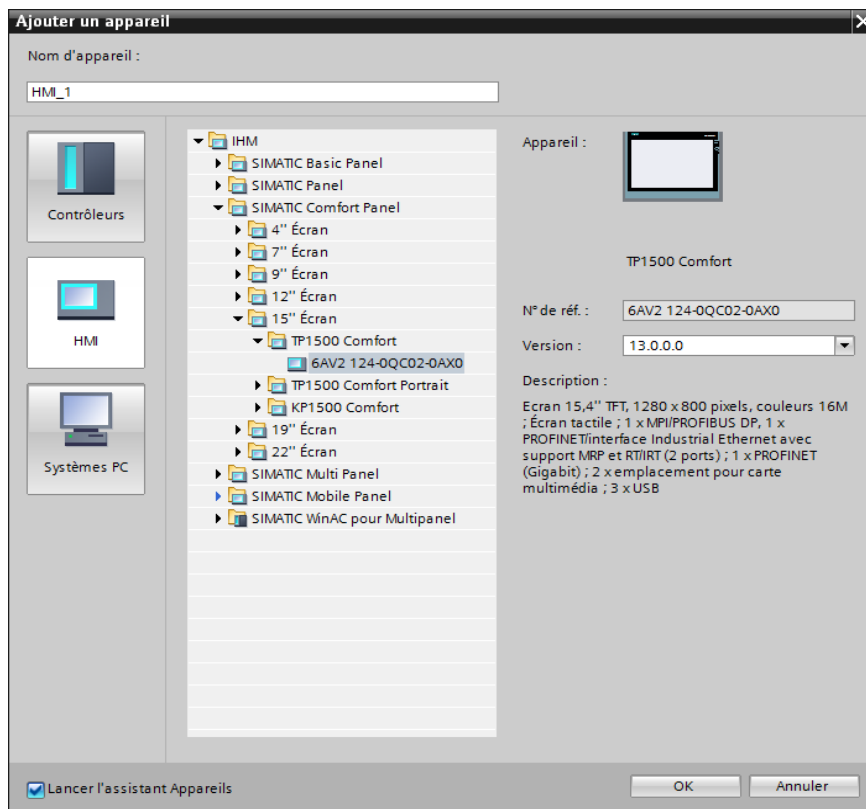 Ajouter un appareil
Nom d'appareil :
HMI_1
Contrôleurs
HMI
Systèmes PC
IHM
SIMATIC Basic Panel
SIMATIC Panel
SIMATIC Comfort Panel
4'' Écran
7'' Écran
9'' Écran
12'' Écran
15'' Écran
TP1500 Comfort
6AV2 124-0QC02-0AX0
TP1500 Comfort Portrait
KP1500 Comfort
19'' Écran
22'' Écran
SIMATIC Multi Panel
SIMATIC Mobile Panel
SIMATIC WinAC pour Multipanel
Appareil :
TP1500 Comfort
N° de réf. :
6AV2 124-0QC02-0AX0
Version :
13.0.0.0
Description :
Ecran 15,4'' TFT, 1280 x 800 pixels, couleurs 16M
; Écran tactile ; 1 x MPI/PROFIBUS DP, 1 x
PROFINET/interface Industrial Ethernet avec
support MRP et RT/IRT (2 ports) ; 1 x PROFINET
(Gigabit) ; 2 x emplacement pour carte
multimédia ; 3 x USB
Lancer l'assistant Appareils
OK
Annuler